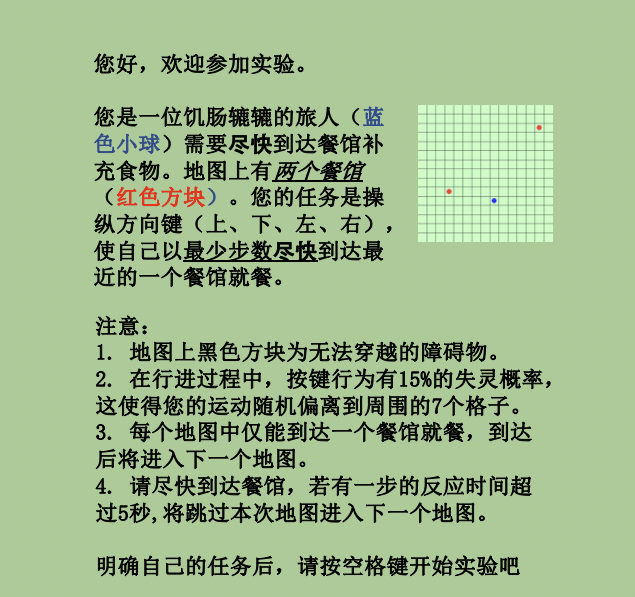 您好，欢迎参加实验。
您是一位饥肠辘辘的旅人（蓝
色小球）需要尽快到达餐馆补
充食物。地图上有两个餐馆
（红色方块）。您的任务是操
纵方向键（上、下、左、右），
使自己以最少步数尽快到达最
近的一个餐馆就餐。
注意：
1. 地图上黑色方块为无法穿越的障碍物。
2. 在行进过程中，按键行为有15%的失灵概率，
这使得您的运动随机偏离到周围的7个格子。
3. 每个地图中仅能到达一个餐馆就餐，到达
后将进入下一个地图。
4. 请尽快到达餐馆，若有一步的反应时间超
过5秒,将跳过本次地图进入下一个地图。
明确自己的任务后，请按空格键开始实验吧